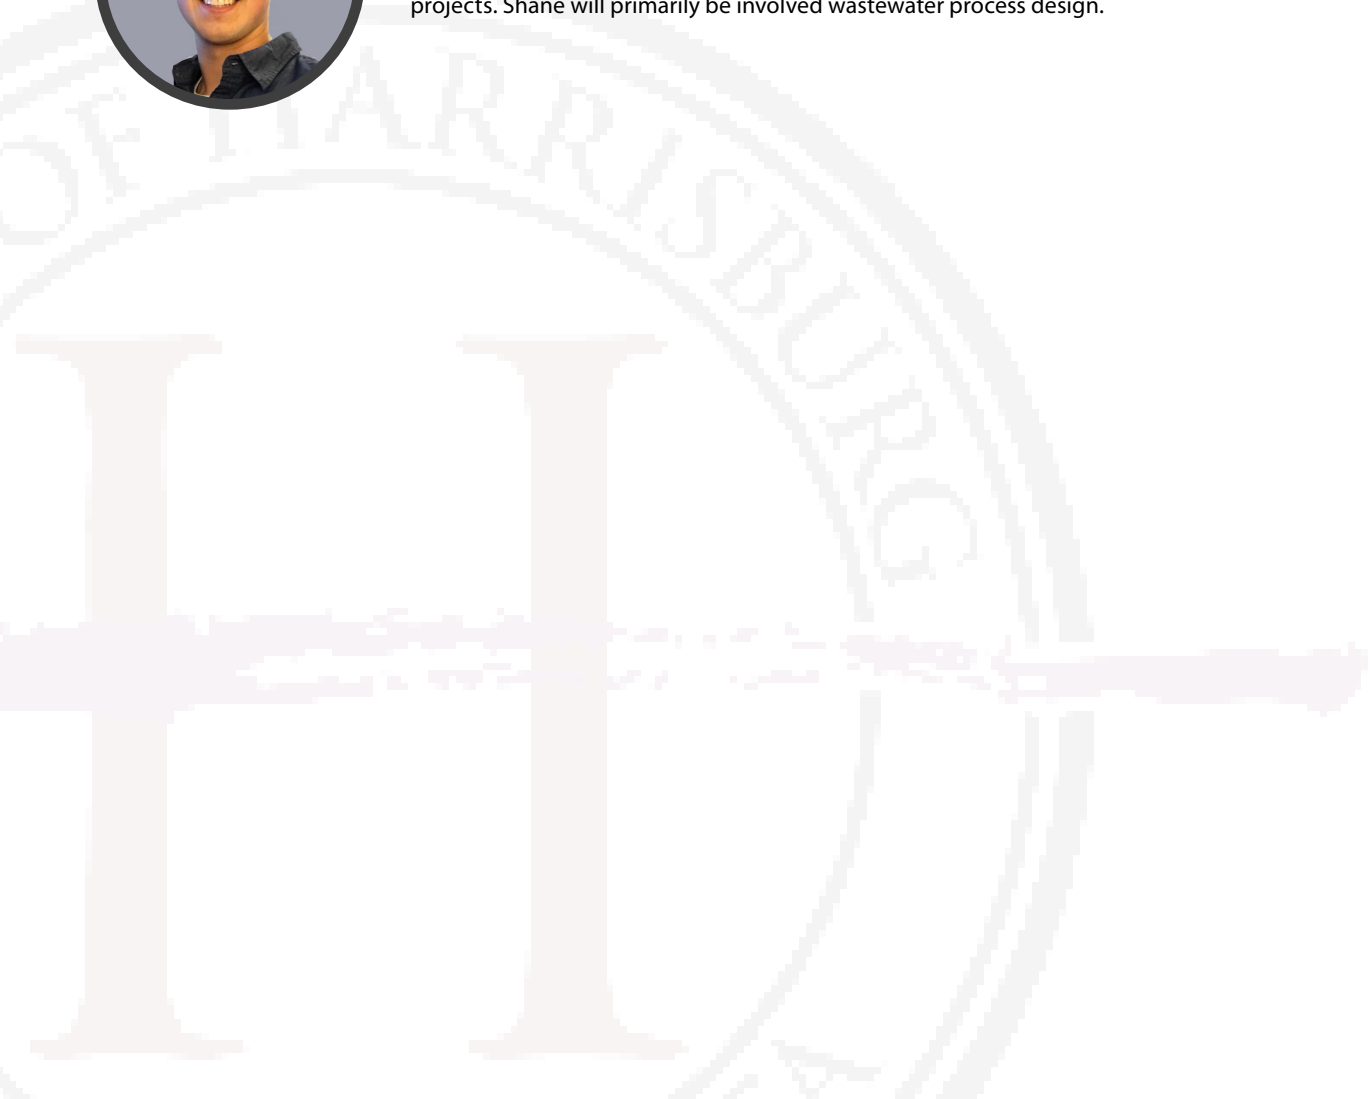 projects. Shane will primarily be involved wastewater process design.
OF HARRISBURG
H